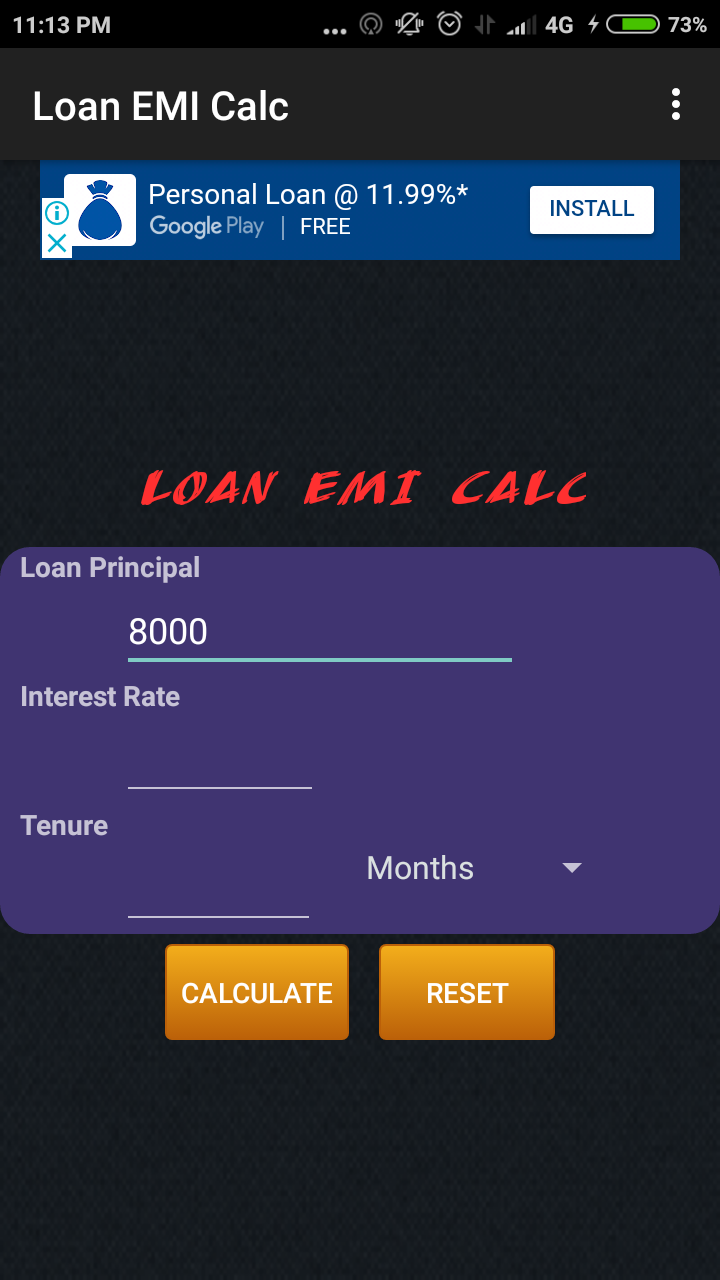 11:13 PM ... 4G 73%
Loan EMI Calc
Personal Loan @ 11.99%*
Google Play | FREE
INSTALL
LOAN EMI CALC
Loan Principal
8000
Interest Rate
Tenure
Months
CALCULATE RESET